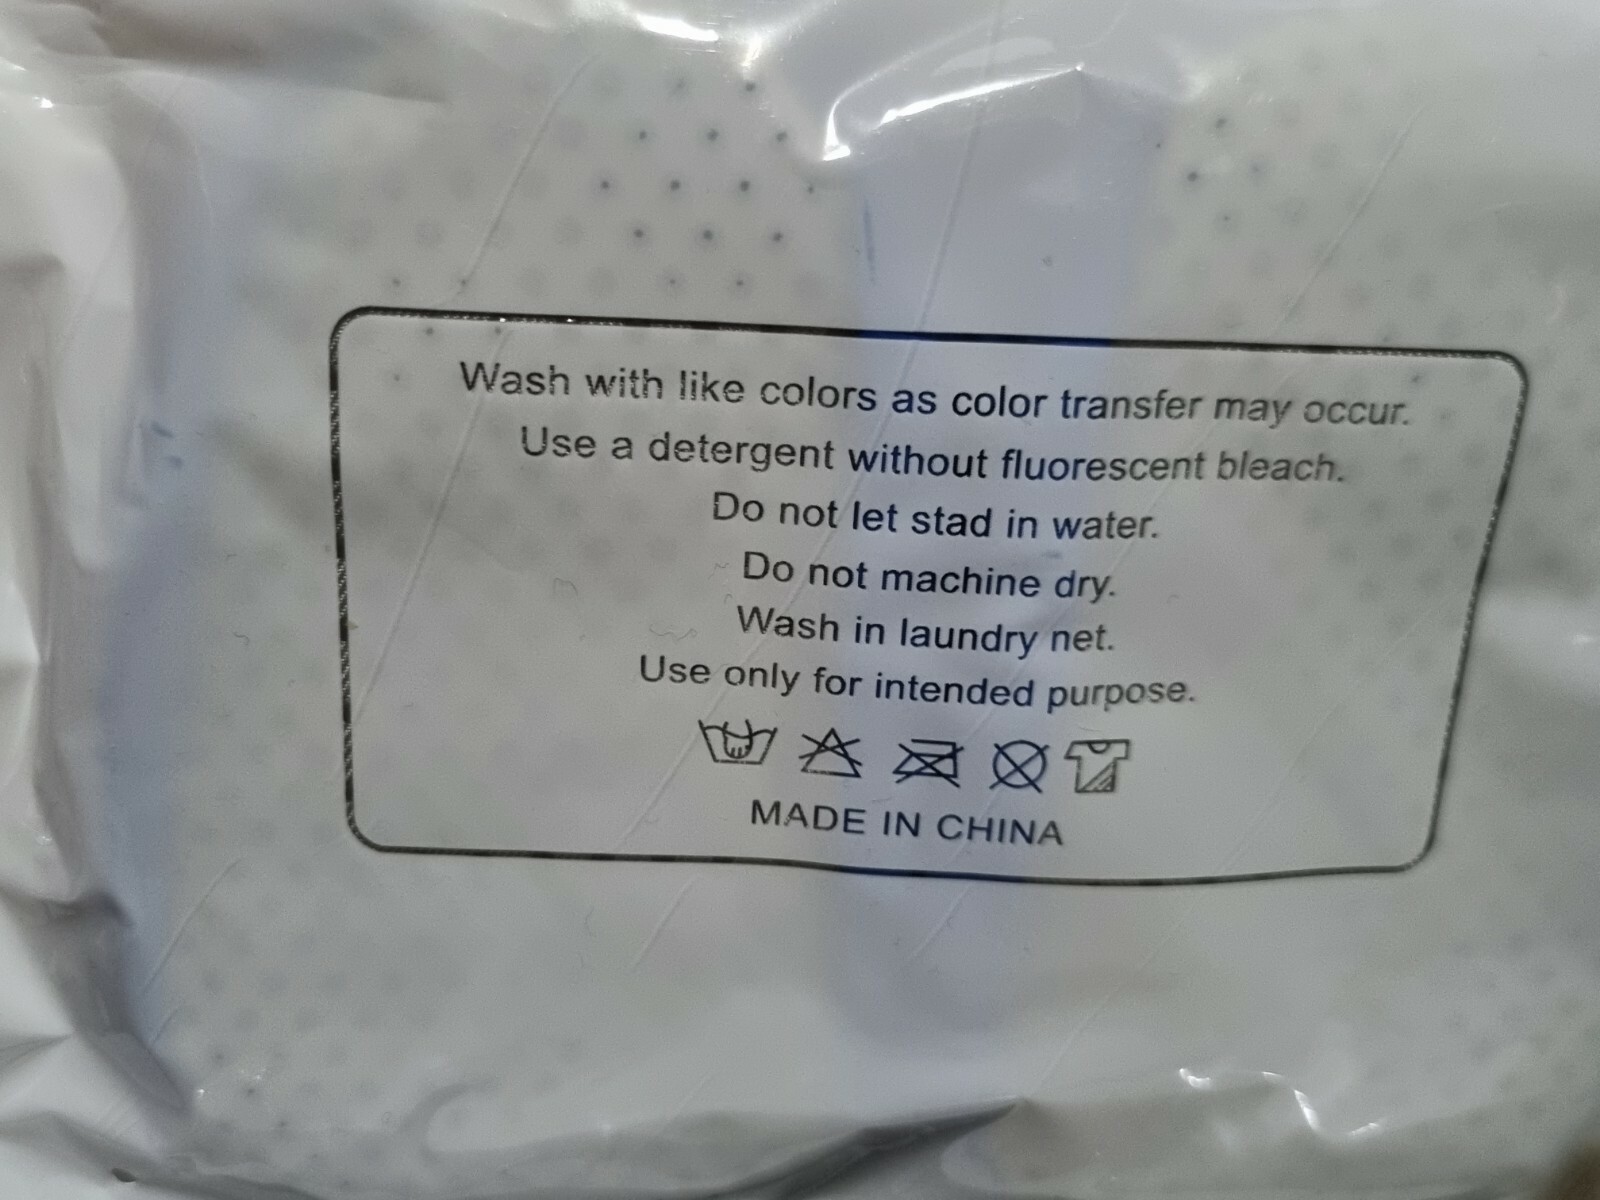 Wash with like colors as color transfer may occur.
Use a detergent without fluorescent bleach.
Do not let stad in water.
Do not machine dry.
Wash in laundry net.
Use only for intended purpose.
MADE IN CHINA